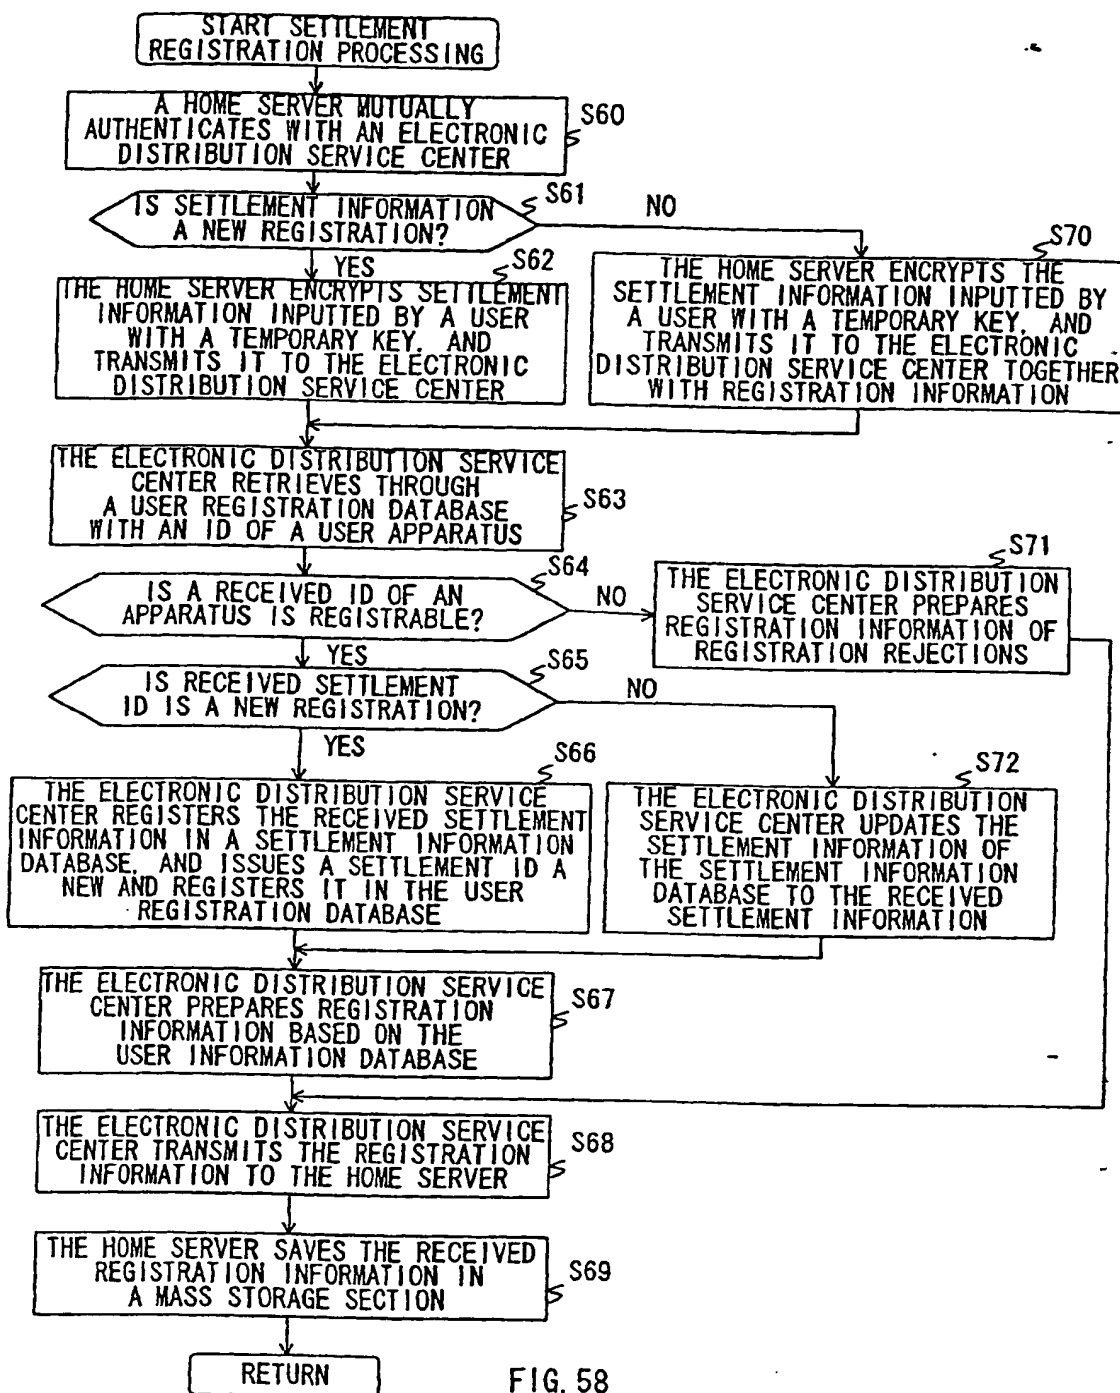 START SETTLEMENT
REGISTRATION PROCESSING
A HOME SERVER MUTUALLY
AUTHENTICATES WITH AN ELECTRONIC
DISTRIBUTION SERVICE CENTER
S60
IS SETTLEMENT INFORMATION
A NEW REGISTRATION?
S61
NO
YES
S62
THE HOME SERVER ENCRYPTS SETTLEMENT
INFORMATION INPUTTED BY A USER
WITH A TEMPORARY KEY, AND
TRANSMITS IT TO THE ELECTRONIC
DISTRIBUTION SERVICE CENTER
S70
THE HOME SERVER ENCRYPTS THE
SETTLEMENT INFORMATION INPUTTED BY
A USER WITH A TEMPORARY KEY, AND
TRANSMITS IT TO THE ELECTRONIC
DISTRIBUTION SERVICE CENTER TOGETHER
WITH REGISTRATION INFORMATION
THE ELECTRONIC DISTRIBUTION SERVICE
CENTER RETRIEVES THROUGH
A USER REGISTRATION DATABASE
WITH AN ID OF A USER APPARATUS
S63
IS A RECEIVED ID OF AN
APPARATUS IS REGISTRABLE?
S64
NO
YES
S71
THE ELECTRONIC DISTRIBUTION
SERVICE CENTER PREPARES
REGISTRATION INFORMATION OF
REGISTRATION REJECTIONS
IS RECEIVED SETTLEMENT
ID IS A NEW REGISTRATION?
S65
NO
YES
S66
THE ELECTRONIC DISTRIBUTION SERVICE
CENTER REGISTERS THE RECEIVED SETTLEMENT
INFORMATION IN A SETTLEMENT INFORMATION
DATABASE, AND ISSUES A SETTLEMENT ID A
NEW AND REGISTERS IT IN THE USER
REGISTRATION DATABASE
S72
THE ELECTRONIC DISTRIBUTION
SERVICE CENTER UPDATES THE
SETTLEMENT INFORMATION OF
THE SETTLEMENT INFORMATION
DATABASE TO THE RECEIVED
SETTLEMENT INFORMATION
THE ELECTRONIC DISTRIBUTION SERVICE
CENTER PREPARES REGISTRATION
INFORMATION BASED ON THE
USER INFORMATION DATABASE
S67
THE ELECTRONIC DISTRIBUTION SERVICE
CENTER TRANSMITS THE REGISTRATION
INFORMATION TO THE HOME SERVER
S68
THE HOME SERVER SAVES THE RECEIVED
REGISTRATION INFORMATION IN
A MASS STORAGE SECTION
S69
RETURN
FIG. 58